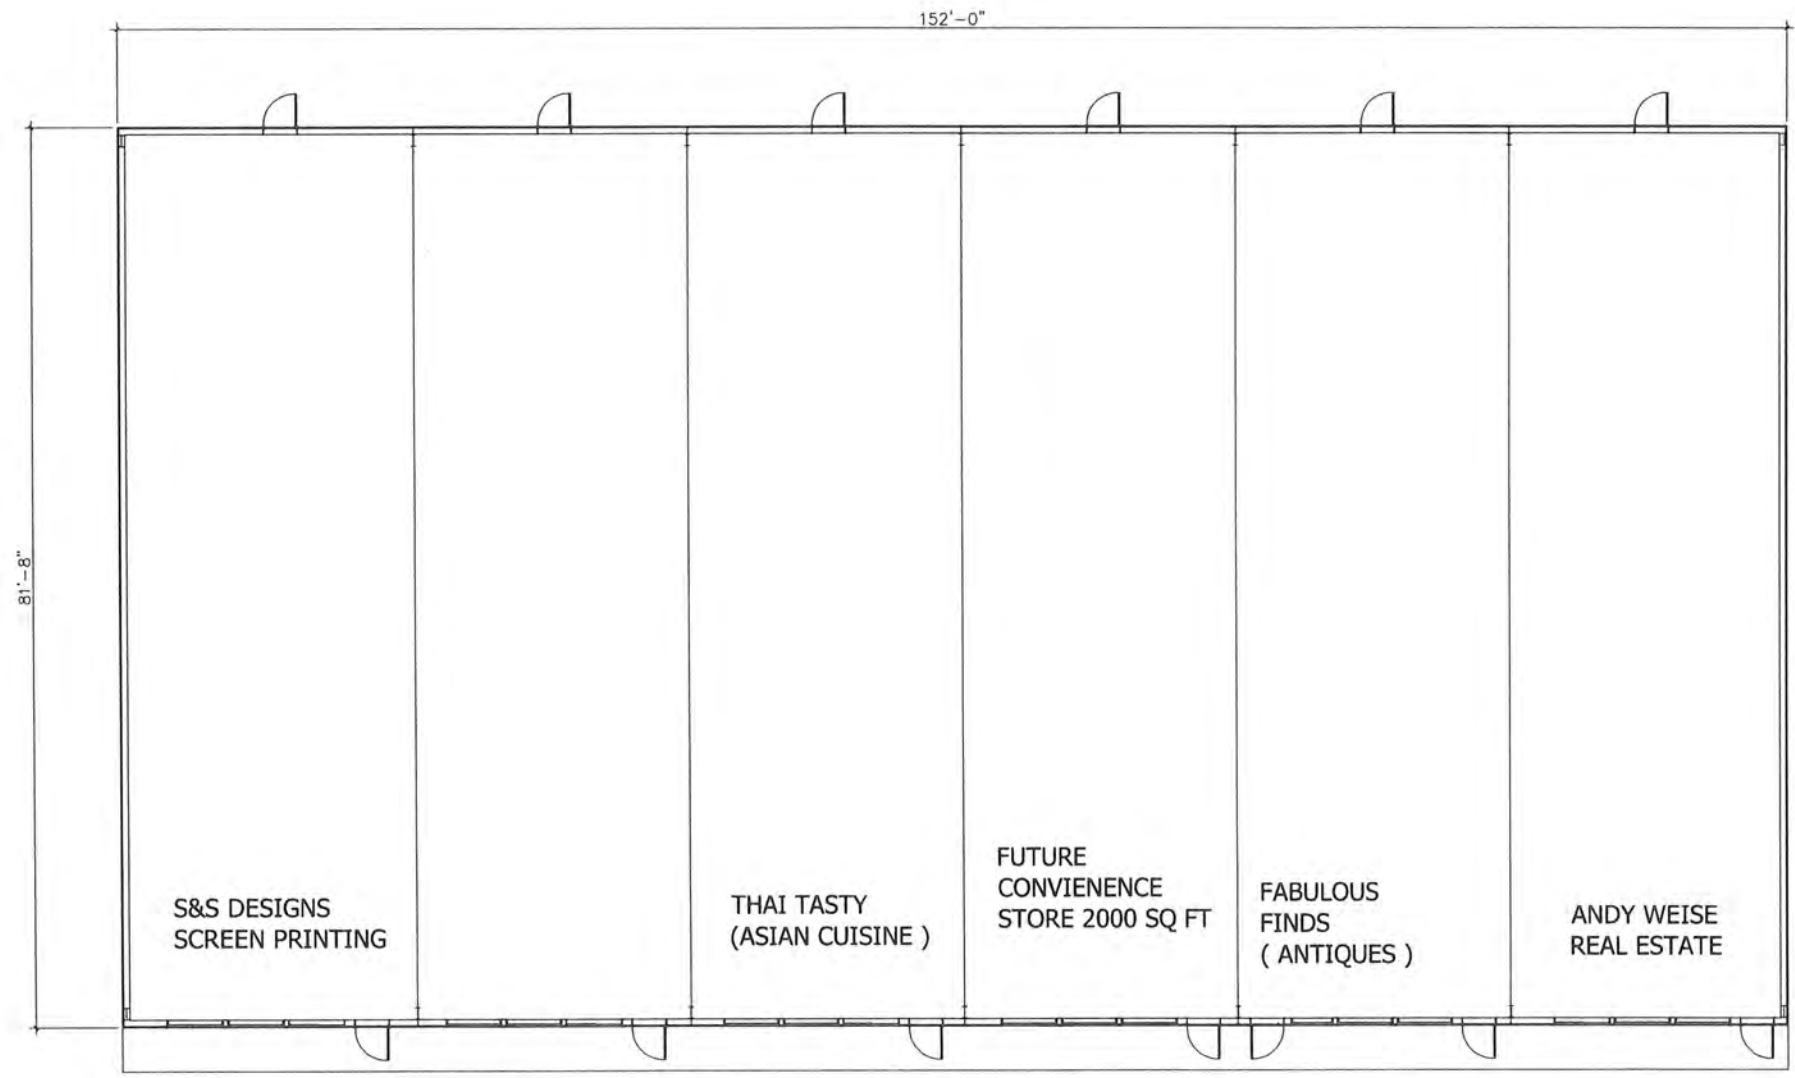 152'-0"
81'-8"
S&S DESIGNS
SCREEN PRINTING
THAI TASTY
(ASIAN CUISINE )
FUTURE
CONVIENENCE
STORE 2000 SQ FT
FABULOUS
FINDS
( ANTIQUES )
ANDY WEISE
REAL ESTATE